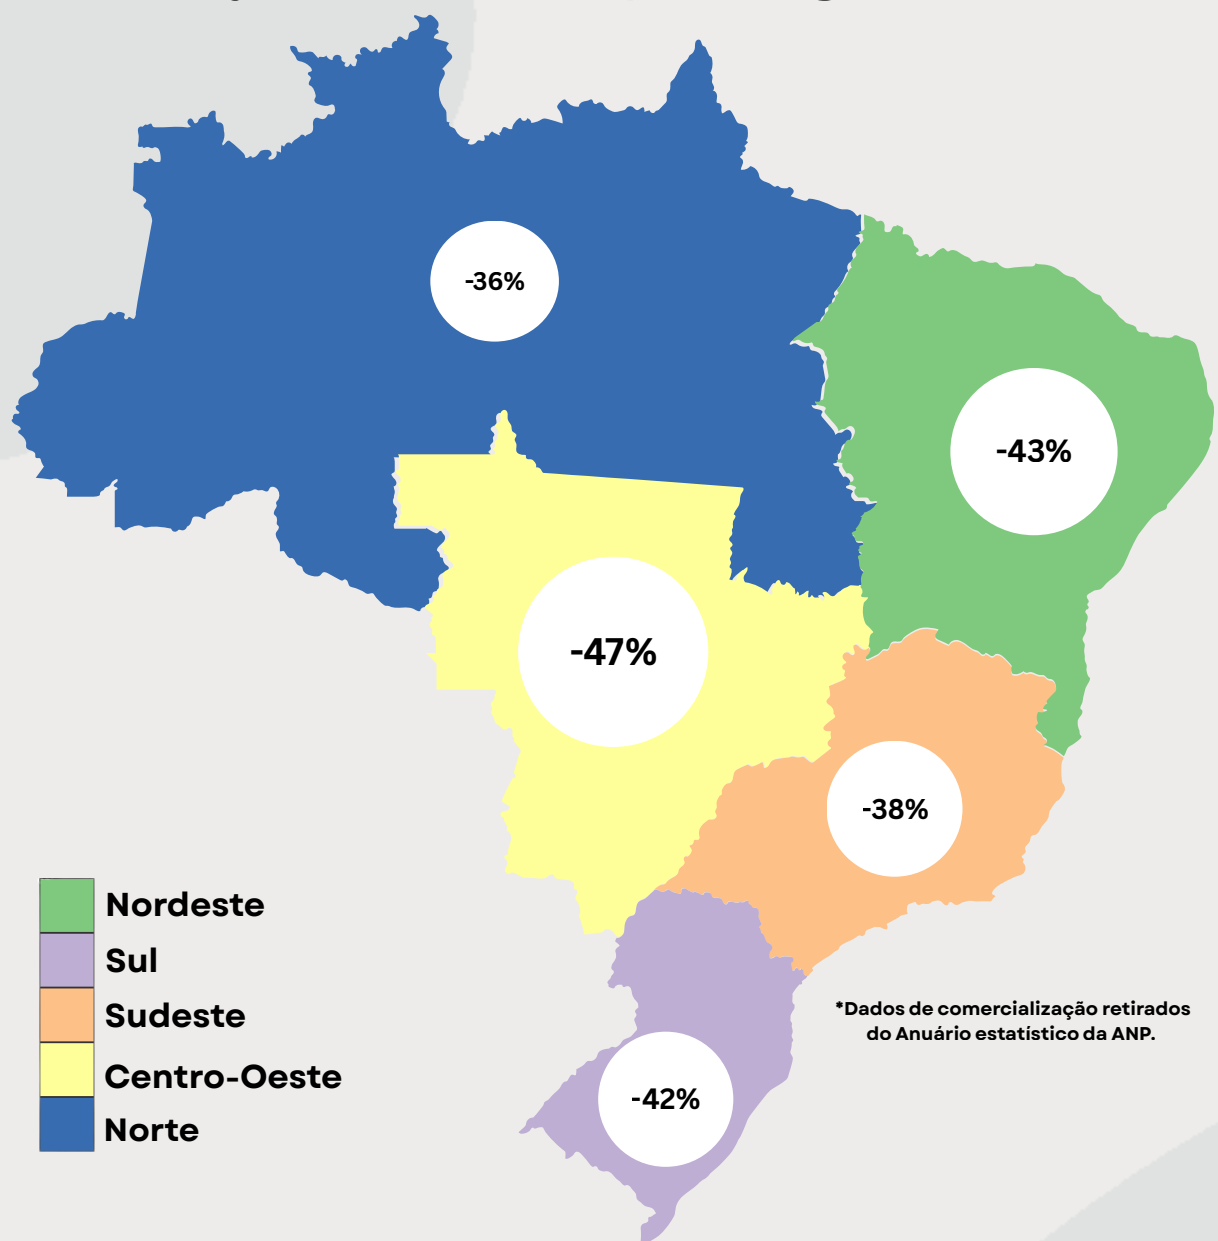 -36%
-43%
-47%
-38%
-42%
Nordeste
Sul
Sudeste
Centro-Oeste
Norte
*Dados de comercialização retirados
do Anuário estatístico da ANP.